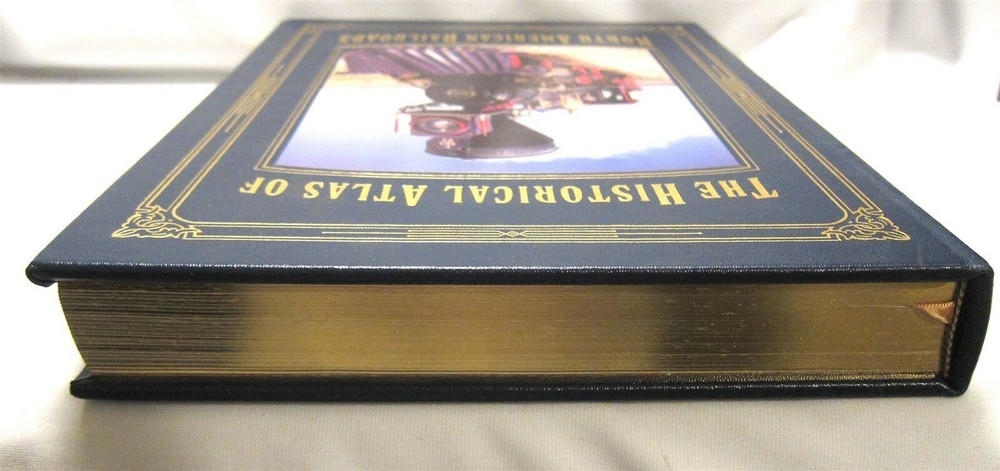 The Historical Atlas of
North American Railroads